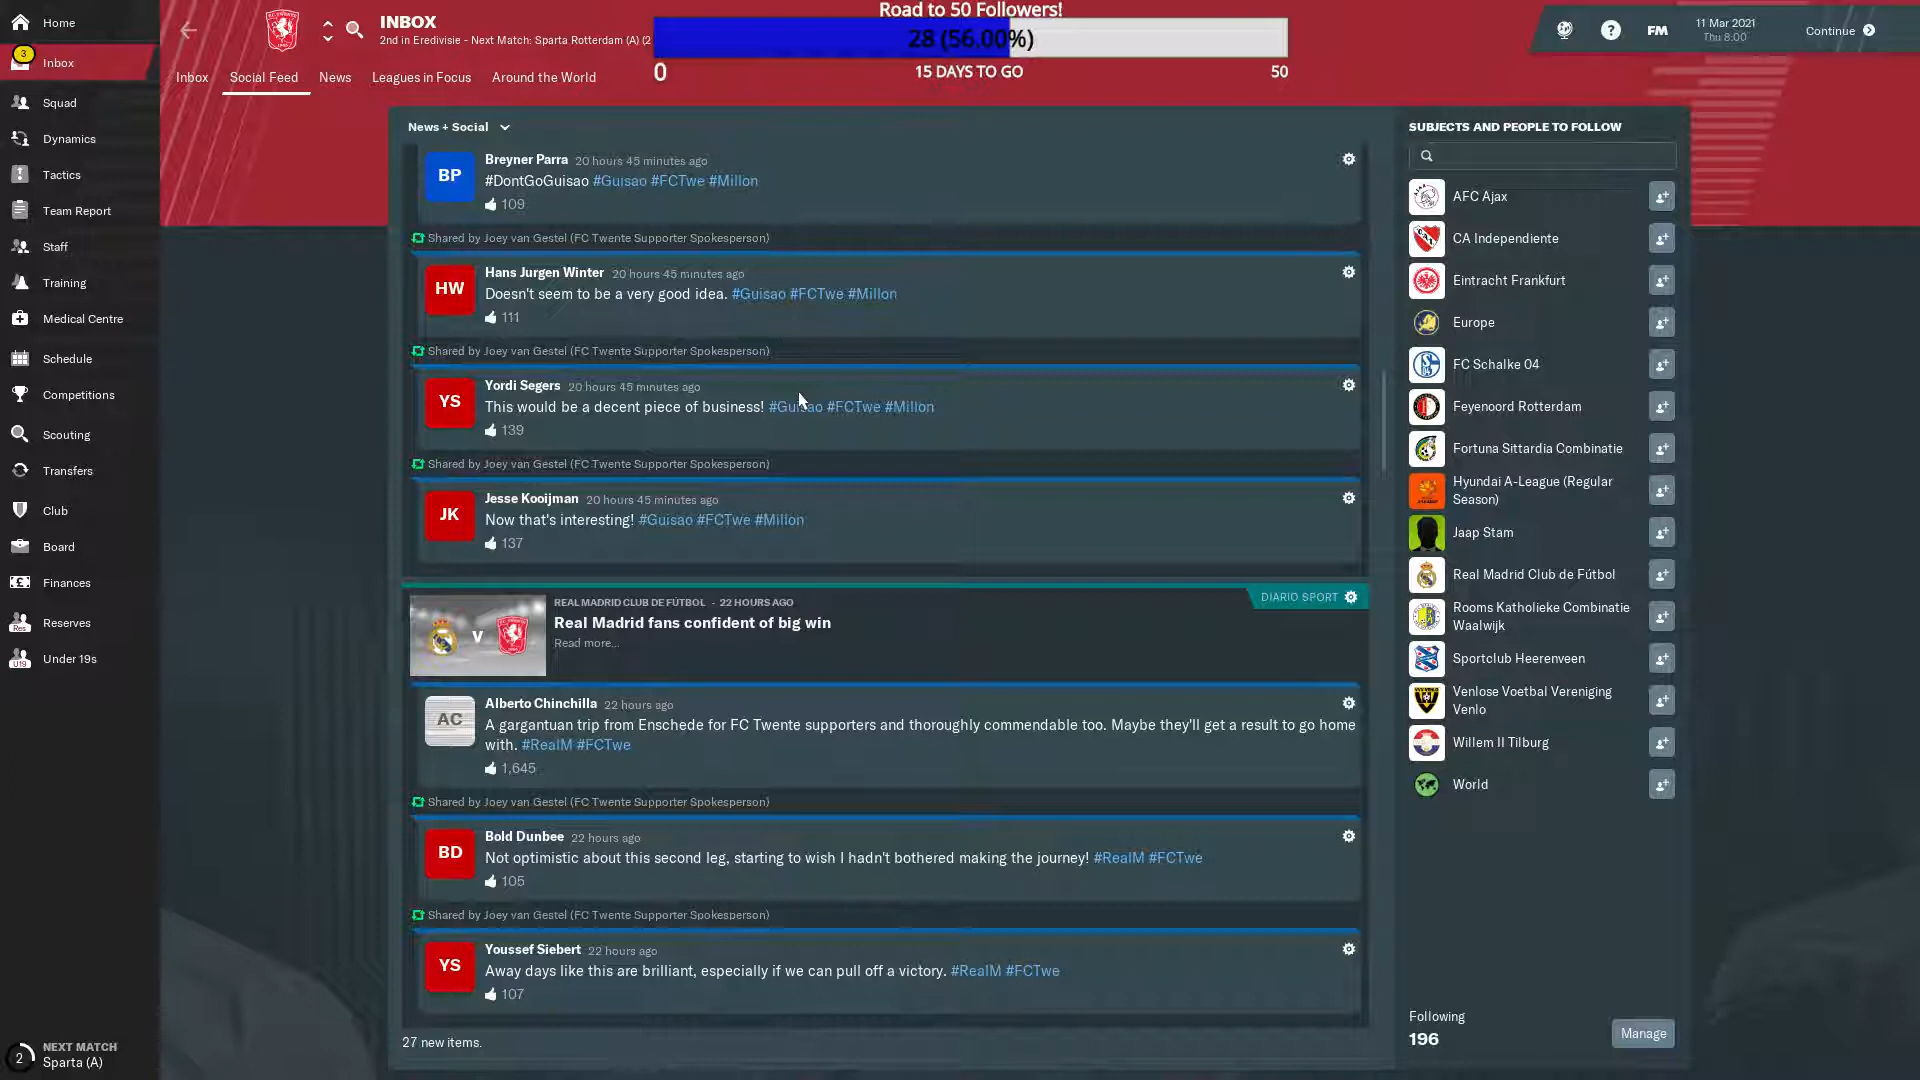 Home
3
Inbox
Squad
Dynamics
Tactics
Team Report
Staff
Training
Medical Centre
Schedule
Competitions
Scouting
Transfers
Club
Board
Finances
Res
Reserves
U19
Under 19s
2
NEXT MATCH
Sparta (A)
INBOX
2nd in Eredivisie - Next Match: Sparta Rotterdam (A) (2
Road to 50 Followers!
28 (56.00%)
0
15 DAYS TO GO
50
FM
11 Mar 2021
Thu 8:00
Continue
Inbox
Social Feed
News
Leagues in Focus
Around the World
News + Social
BP
Breyner Parra 20 hours 45 minutes ago
#DontGoGuisao #Guisao #FCTwe #Millon
109
Shared by Joey van Gestel (FC Twente Supporter Spokesperson)
HW
Hans Jurgen Winter 20 hours 45 minutes ago
Doesn't seem to be a very good idea. #Guisao #FCTwe #Millon
111
Shared by Joey van Gestel (FC Twente Supporter Spokesperson)
YS
Yordi Segers 20 hours 45 minutes ago
This would be a decent piece of business! #Guisao #FCTwe #Millon
139
Shared by Joey van Gestel (FC Twente Supporter Spokesperson)
JK
Jesse Kooijman 20 hours 45 minutes ago
Now that's interesting! #Guisao #FCTwe #Millon
137
V
REAL MADRID CLUB DE FÚTBOL - 22 HOURS AGO
DIARIO SPORT
Real Madrid fans confident of big win
Read more...
AC
Alberto Chinchilla 22 hours ago
A gargantuan trip from Enschede for FC Twente supporters and thoroughly commendable too. Maybe they'll get a result to go home
with. #RealM #FCTwe
1,645
Shared by Joey van Gestel (FC Twente Supporter Spokesperson)
BD
Bold Dunbee 22 hours ago
Not optimistic about this second leg, starting to wish I hadn't bothered making the journey! #RealM #FCTwe
105
Shared by Joey van Gestel (FC Twente Supporter Spokesperson)
YS
Youssef Siebert 22 hours ago
Away days like this are brilliant, especially if we can pull off a victory. #RealM #FCTwe
107
27 new items.
SUBJECTS AND PEOPLE TO FOLLOW
AFC Ajax
CA Independiente
Eintracht Frankfurt
Europe
FC Schalke 04
Feyenoord Rotterdam
Fortuna Sittardia Combinatie
Hyundai A-League (Regular
Season)
Jaap Stam
Real Madrid Club de Fútbol
Rooms Katholieke Combinatie
Waalwijk
Sportclub Heerenveen
Venlose Voetbal Vereniging
Venlo
Willem II Tilburg
World
Following
196
Manage